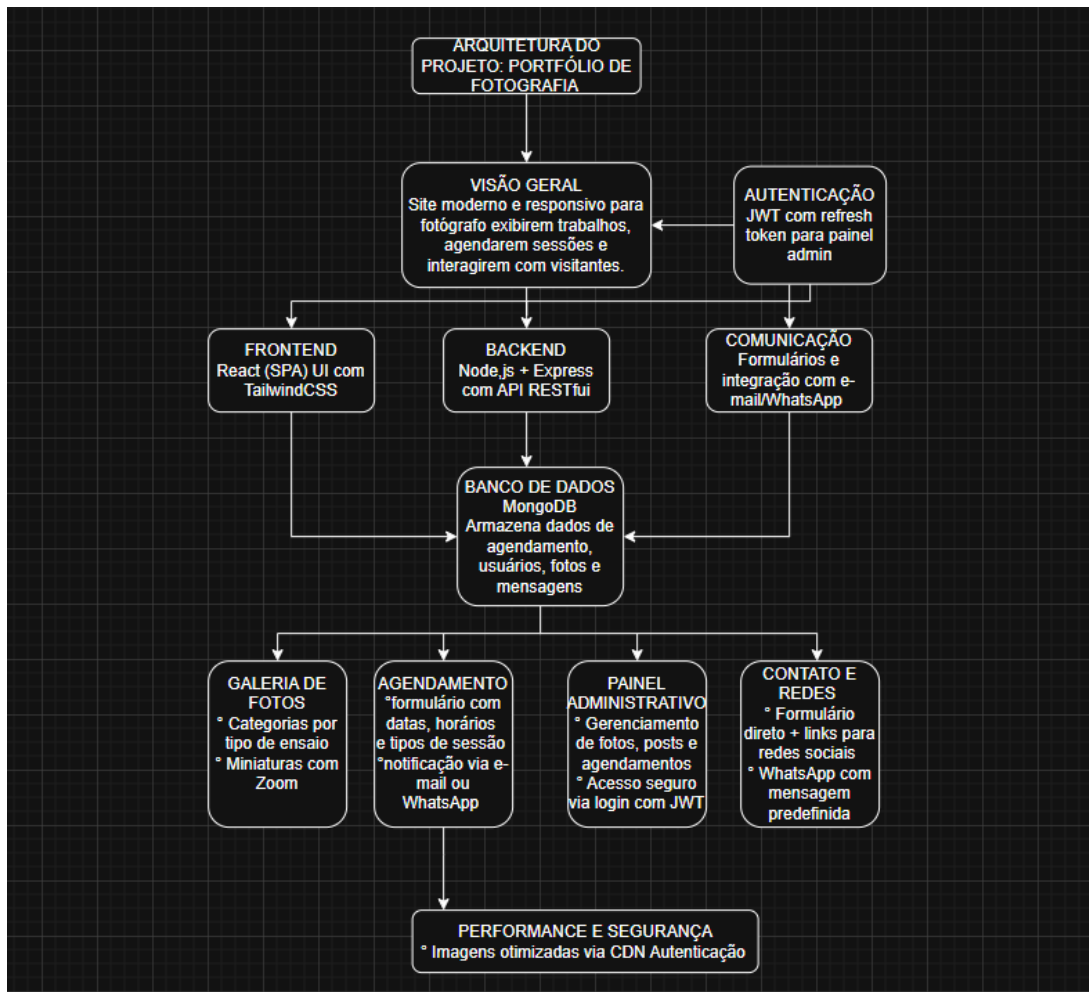 ARQUITETURA DO
PROJETO: PORTFÓLIO DE
FOTOGRAFIA
VISÃO GERAL
Site moderno e responsivo para
fotógrafo exibirem trabalhos,
agendarem sessões e
interagirem com visitantes.
AUTENTICAÇÃO
JWT com refresh
token para painel
admin
FRONTEND
React (SPA) UI com
TailwindCSS
BACKEND
Node,js + Express
com API RESTfui
COMUNICAÇÃO
Formulários e
integração com e-
mail/WhatsApp
BANCO DE DADOS
MongoDB
Armazena dados de
agendamento,
usuários, fotos e
mensagens
GALERIA DE
FOTOS
° Categorias por
tipo de ensaio
° Miniaturas com
Zoom
AGENDAMENTO
°formulário com
datas, horários
e tipos de sessão
°notificação via e-
mail ou
WhatsApp
PAINEL
ADMINISTRATIVO
° Gerenciamento
de fotos, posts e
agendamentos
° Acesso seguro
via login com JWT
CONTATO E
REDES
° Formulário
direto + links para
redes sociais
° WhatsApp com
mensagem
predefinida
PERFORMANCE E SEGURANÇA
° Imagens otimizadas via CDN Autenticação